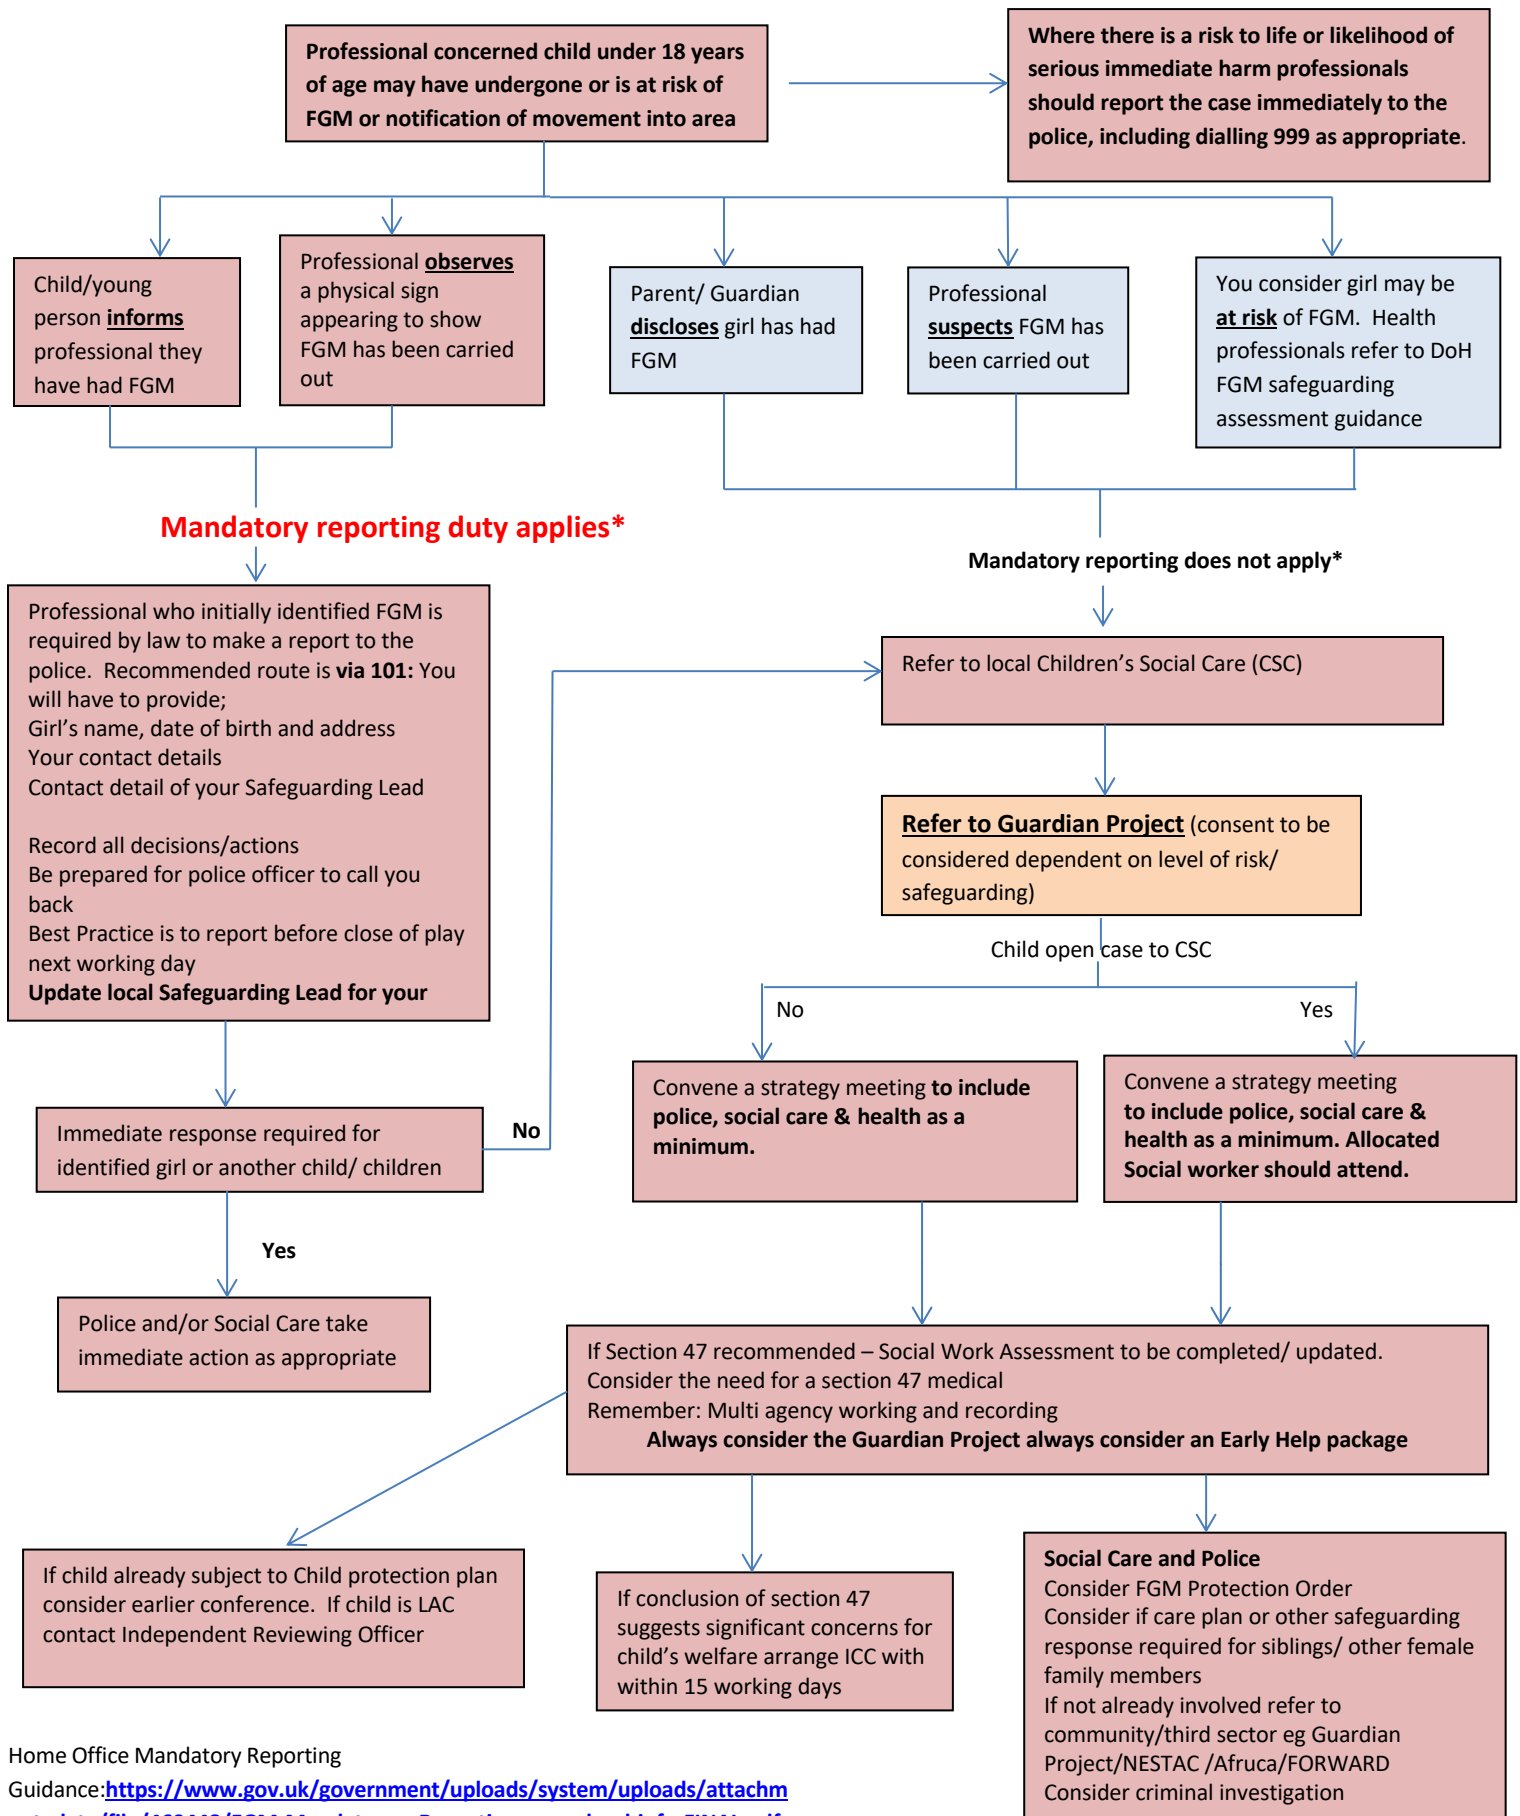 Professional concerned child under 18 years
of age may have undergone or is at risk of
FGM or notification of movement into area
Where there is a risk to life or likelihood of
serious immediate harm professionals
should report the case immediately to the
police, including dialling 999 as appropriate.
Child/young
person informs
professional they
have had FGM
Professional observes
a physical sign
appearing to show
FGM has been carried
out
Parent/ Guardian
discloses girl has had
FGM
Professional
suspects FGM has
been carried out
You consider girl may be
at risk of FGM. Health
professionals refer to DoH
FGM safeguarding
assessment guidance
Mandatory reporting duty applies*
Mandatory reporting does not apply*
Professional who initially identified FGM is
required by law to make a report to the
police. Recommended route is via 101: You
will have to provide;
Girl’s name, date of birth and address
Your contact details
Contact detail of your Safeguarding Lead
Record all decisions/actions
Be prepared for police officer to call you
back
Best Practice is to report before close of play
next working day
Update local Safeguarding Lead for your
Refer to local Children’s Social Care (CSC)
Refer to Guardian Project (consent to be
considered dependent on level of risk/
safeguarding)
Child open case to CSC
No
Yes
Convene a strategy meeting to include
police, social care & health as a
minimum.
Convene a strategy meeting
to include police, social care &
health as a minimum. Allocated
Social worker should attend.
Immediate response required for
identified girl or another child/ children
No
Yes
Police and/or Social Care take
immediate action as appropriate
If Section 47 recommended – Social Work Assessment to be completed/ updated.
Consider the need for a section 47 medical
Remember: Multi agency working and recording
Always consider the Guardian Project always consider an Early Help package
If child already subject to Child protection plan
consider earlier conference. If child is LAC
contact Independent Reviewing Officer
If conclusion of section 47
suggests significant concerns for
child’s welfare arrange ICC with
within 15 working days
Social Care and Police
Consider FGM Protection Order
Consider if care plan or other safeguarding
response required for siblings/ other female
family members
If not already involved refer to
community/third sector eg Guardian
Project/NESTAC /Afruca/FORWARD
Consider criminal investigation
Home Office Mandatory Reporting
Guidance:https://www.gov.uk/government/uploads/system/uploads/attachm